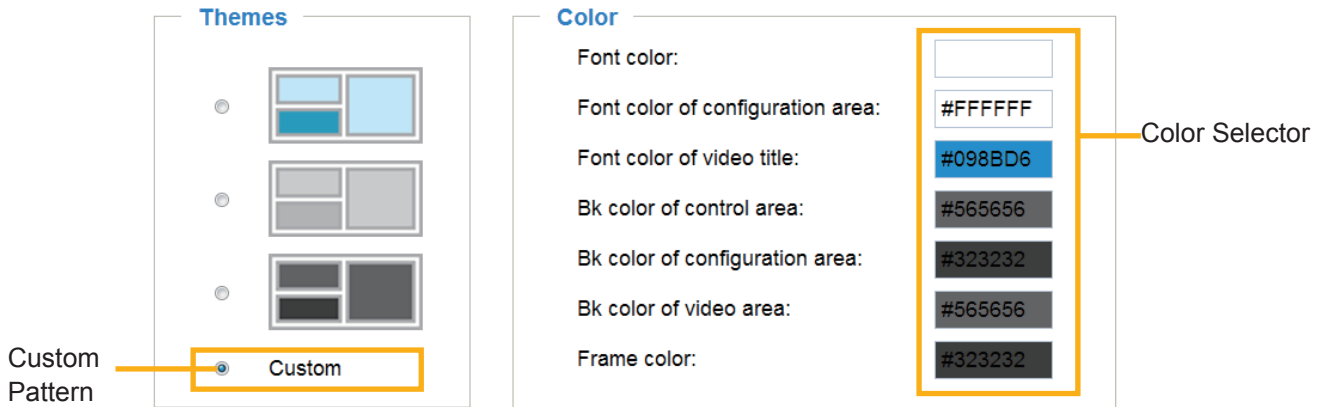 Themes
Custom
Custom
Pattern
Color
Font color:
Font color of configuration area: #FFFFFF
Font color of video title: #098BD6
Bk color of control area: #565656
Bk color of configuration area: #323232
Bk color of video area: #565656
Frame color: #323232
Color Selector